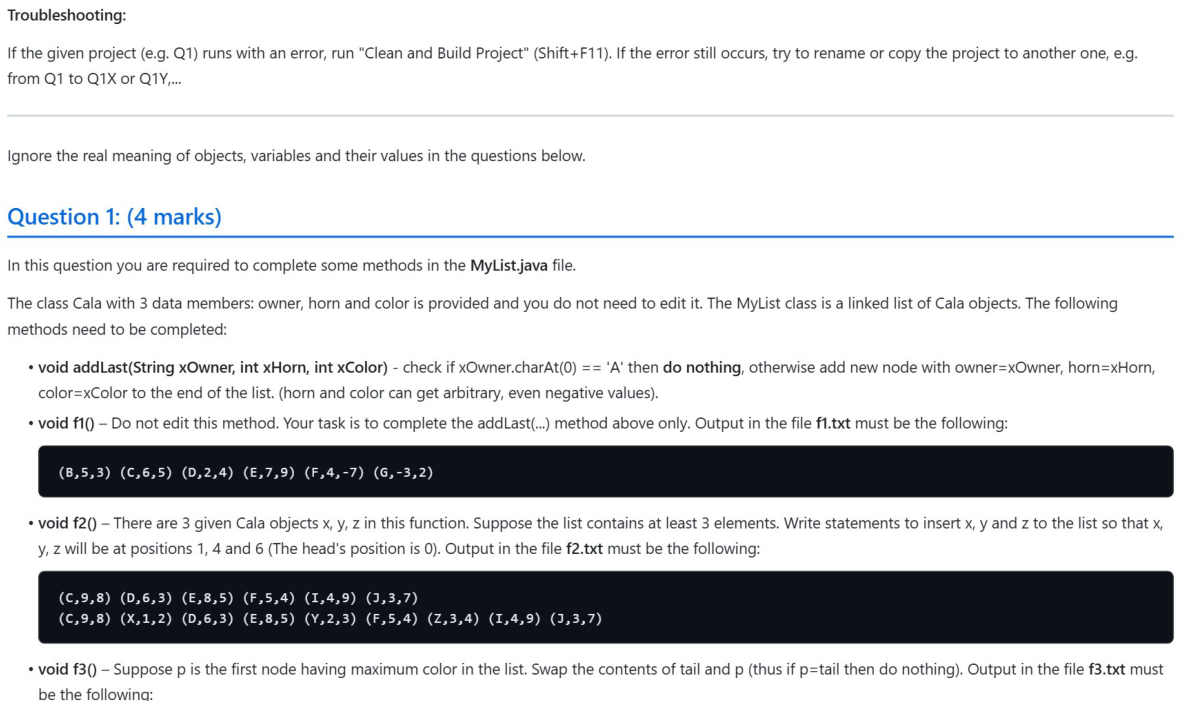 Troubleshooting:
If the given project (e.g. Q1) runs with an error, run "Clean and Build Project" (Shift+F11). If the error still occurs, try to rename or copy the project to another one, e.g.
from Q1 to Q1X or Q1Y,...
Ignore the real meaning of objects, variables and their values in the questions below.
Question 1: (4 marks)
In this question you are required to complete some methods in the MyList.java file.
The class Cala with 3 data members: owner, horn and color is provided and you do not need to edit it. The MyList class is a linked list of Cala objects. The following
methods need to be completed:
• void addLast(String xOwner, int xHorn, int xColor) - check if xOwner.charAt(0) == 'A' then do nothing, otherwise add new node with owner=xOwner, horn=xHorn,
color=xColor to the end of the list. (horn and color can get arbitrary, even negative values).
• void f1() – Do not edit this method. Your task is to complete the addLast(...) method above only. Output in the file f1.txt must be the following:
(B,5,3) (C,6,5) (D,2,4) (E,7,9) (F,4,-7) (G,-3,2)
• void f2() – There are 3 given Cala objects x, y, z in this function. Suppose the list contains at least 3 elements. Write statements to insert x, y and z to the list so that x,
y, z will be at positions 1, 4 and 6 (The head's position is 0). Output in the file f2.txt must be the following:
(C,9,8) (D,6,3) (E,8,5) (F,5,4) (I,4,9) (J,3,7)
(C,9,8) (X,1,2) (D,6,3) (E,8,5) (Y,2,3) (F,5,4) (Z,3,4) (I,4,9) (J,3,7)
• void f3() – Suppose p is the first node having maximum color in the list. Swap the contents of tail and p (thus if p=tail then do nothing). Output in the file f3.txt must
be the following: